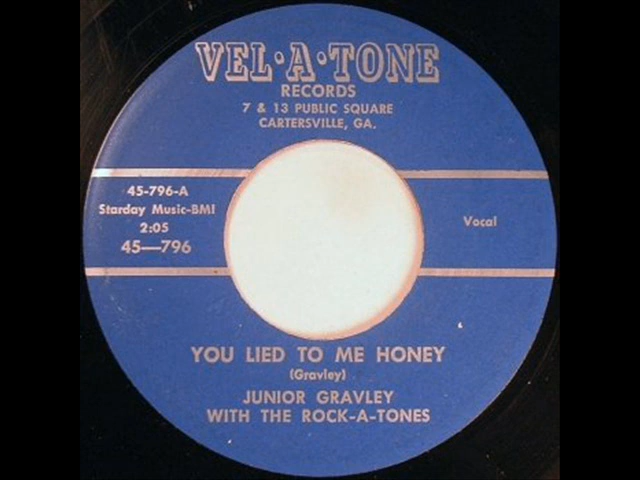 VEL·A·TONE
RECORDS
7 & 13 PUBLIC SQUARE
CARTERSVILLE, GA.
45-796-A
Starday Music-BMI
2:05
45—796
Vocal
YOU LIED TO ME HONEY
(Gravley)
JUNIOR GRAVLEY
WITH THE ROCK-A-TONES